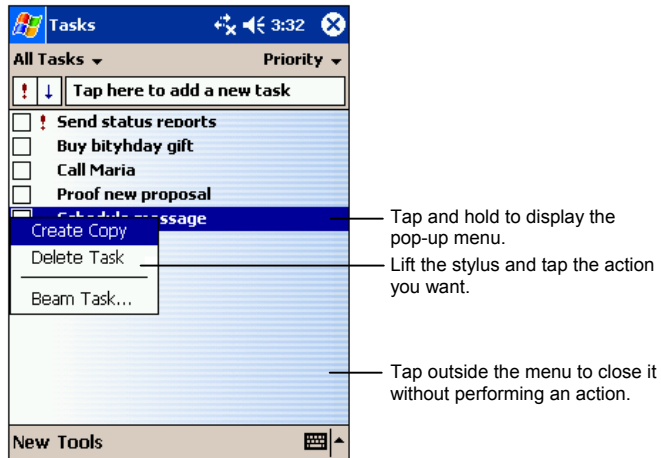 Tasks 3:32
All Tasks Priority
! ↓ Tap here to add a new task
! Send status reports
Buy bityhday gift
Call Maria
Proof new proposal
Schedule message
Create Copy
Delete Task
Beam Task...
New Tools
Tap and hold to display the
pop-up menu.
Lift the stylus and tap the action
you want.
Tap outside the menu to close it
without performing an action.